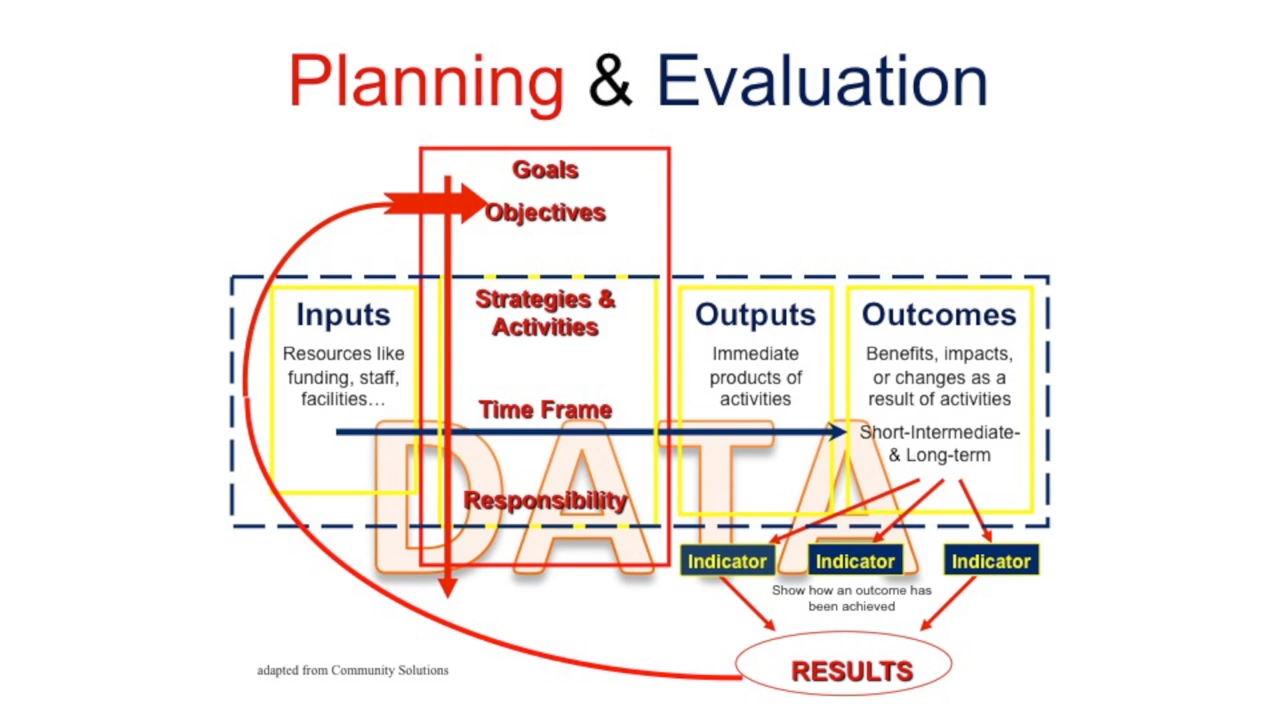 Planning & Evaluation
Goals
Objectives
Strategies &
Activities
Time Frame
Responsibility
Inputs
Resources like
funding, staff,
facilities…
Outputs
Immediate
products of
activities
Outcomes
Benefits, impacts,
or changes as a
result of activities
Short-Intermediate-
& Long-term
DATA
Indicator
Indicator
Indicator
Show how an outcome has
been achieved
RESULTS
adapted from Community Solutions